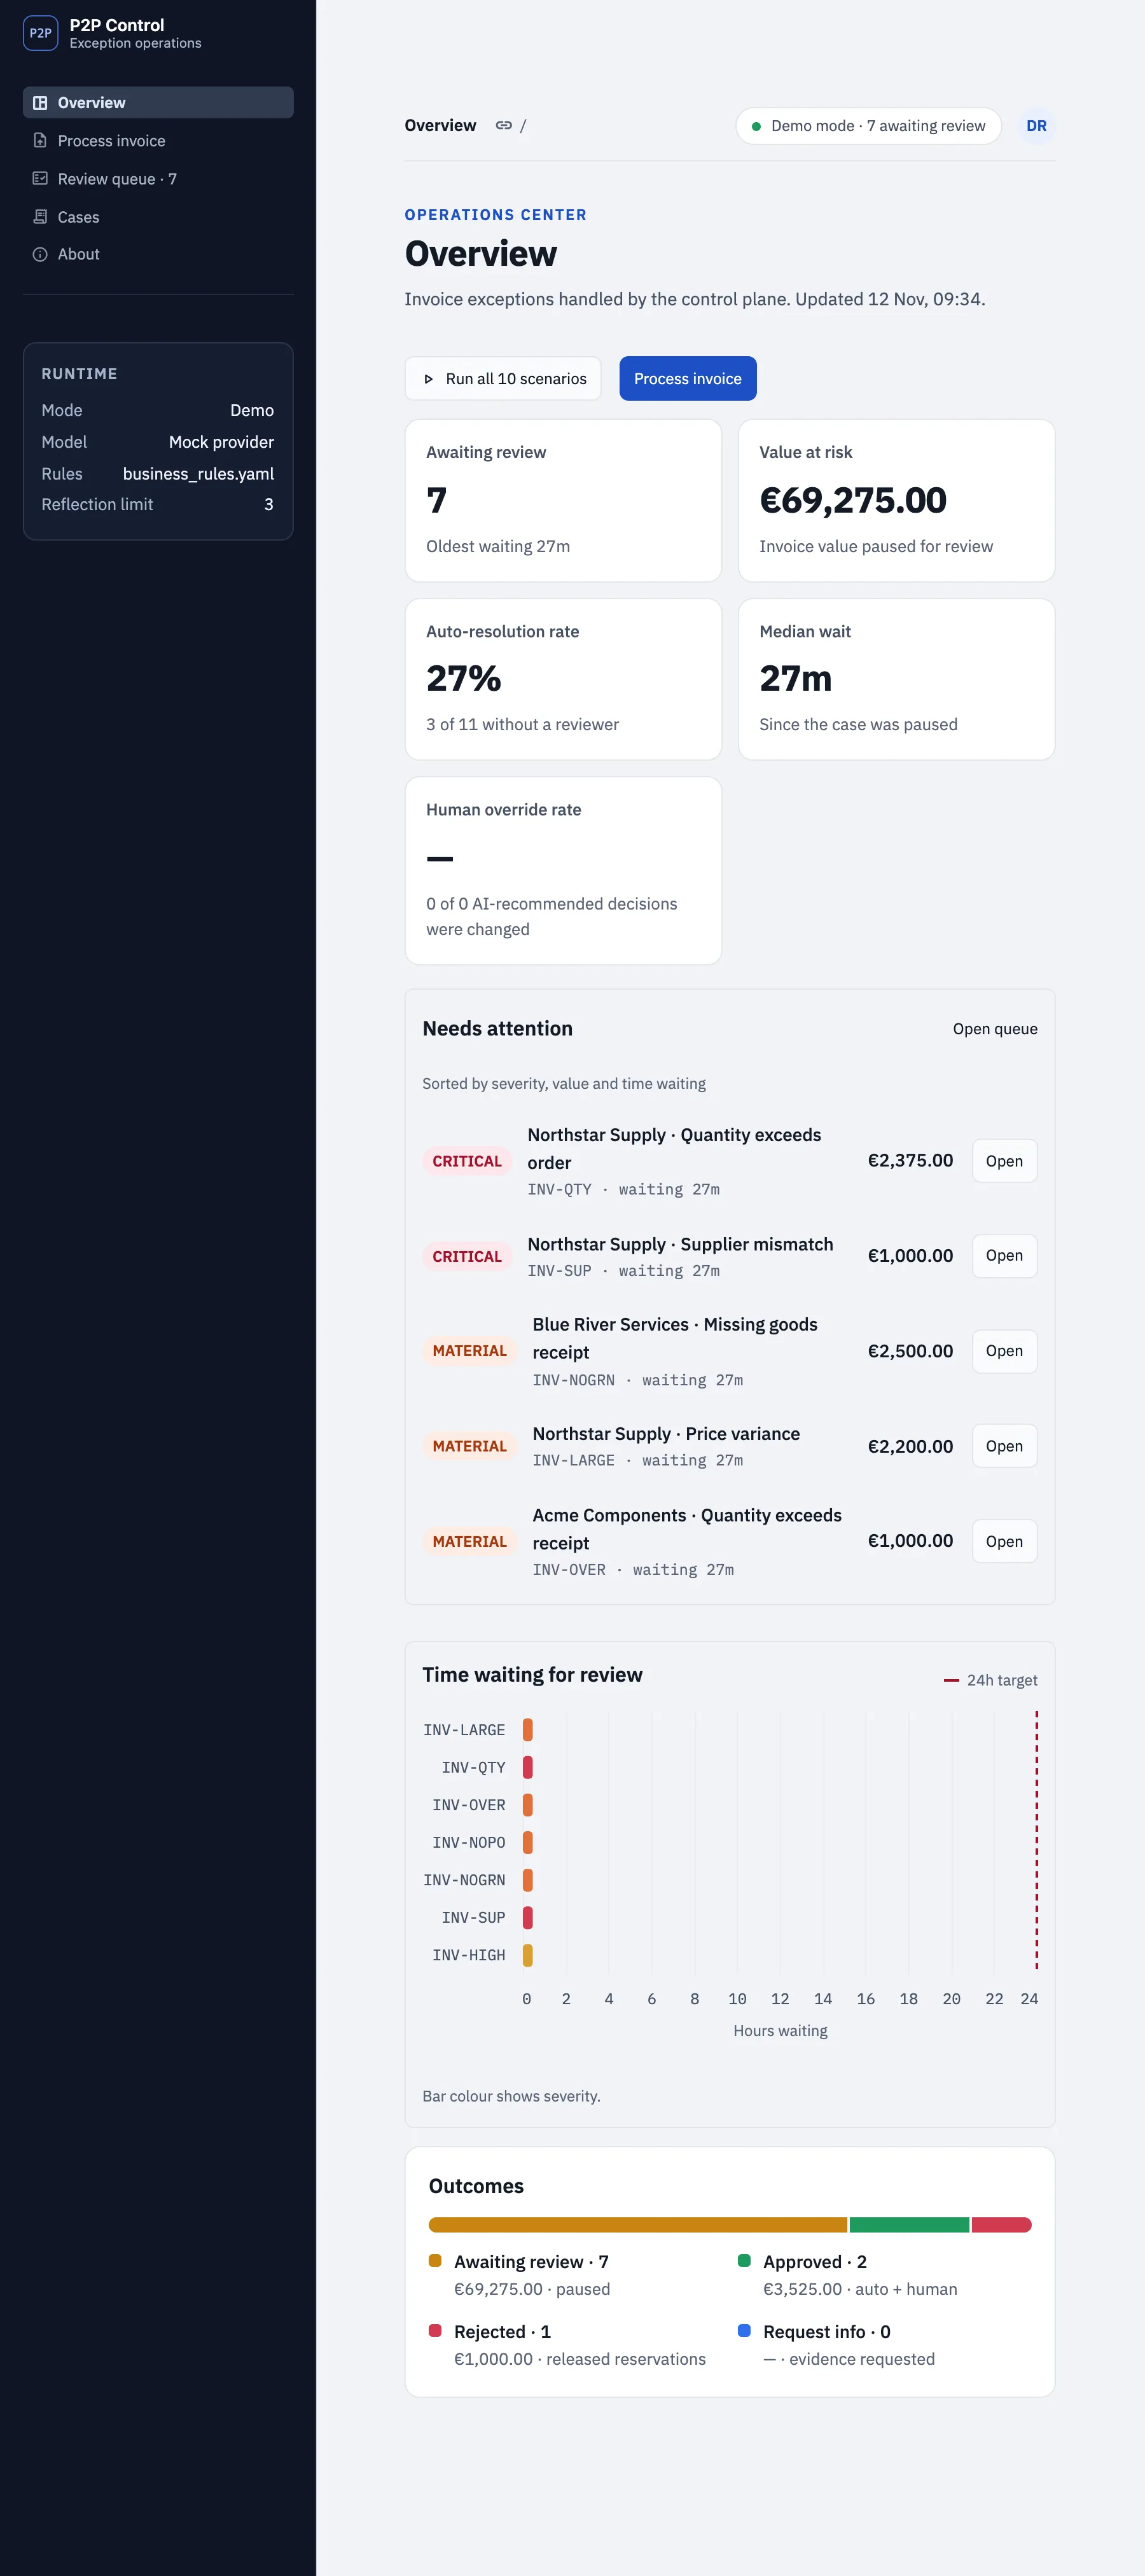 P2P
P2P Control
Exception operations
Overview
Process invoice
Review queue · 7
Cases
About
RUNTIME
Mode Demo
Model Mock provider
Rules business_rules.yaml
Reflection limit 3
Overview /
Demo mode · 7 awaiting review
DR
OPERATIONS CENTER
Overview
Invoice exceptions handled by the control plane. Updated 12 Nov, 09:34.
Run all 10 scenarios
Process invoice
Awaiting review
7
Oldest waiting 27m
Value at risk
€69,275.00
Invoice value paused for review
Auto-resolution rate
27%
3 of 11 without a reviewer
Median wait
27m
Since the case was paused
Human override rate
—
0 of 0 AI-recommended decisions
were changed
Needs attention
Open queue
Sorted by severity, value and time waiting
CRITICAL
Northstar Supply · Quantity exceeds
order
INV-QTY · waiting 27m
€2,375.00
Open
CRITICAL
Northstar Supply · Supplier mismatch
INV-SUP · waiting 27m
€1,000.00
Open
MATERIAL
Blue River Services · Missing goods
receipt
INV-NOGRN · waiting 27m
€2,500.00
Open
MATERIAL
Northstar Supply · Price variance
INV-LARGE · waiting 27m
€2,200.00
Open
MATERIAL
Acme Components · Quantity exceeds
receipt
INV-OVER · waiting 27m
€1,000.00
Open
Time waiting for review
24h target
INV-LARGE
INV-QTY
INV-OVER
INV-NOPO
INV-NOGRN
INV-SUP
INV-HIGH
0 2 4 6 8 10 12 14 16 18 20 22 24
Hours waiting
Bar colour shows severity.
Outcomes
Awaiting review · 7
€69,275.00 · paused
Approved · 2
€3,525.00 · auto + human
Rejected · 1
€1,000.00 · released reservations
Request info · 0
— · evidence requested